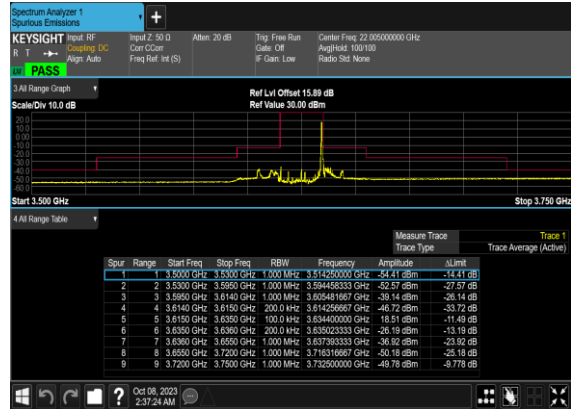 Spectrum Analyzer 1
Spurious Emissions
KEYSIGHT Input: RF Input Z: 50 Ω Atten: 20 dB Trig: Free Run Center Freq: 22.005000000 GHz
R T Coupling: DC Corr CCorr Gate: Off Avg|Hold: 100/100
Align: Auto Freq Ref: Int (S) IF Gain: Low Radio Std: None
PASS
3 All Range Graph
Ref Lvl Offset 15.89 dB
Scale/Div 10.0 dB Ref Value 30.00 dBm
20.0
10.0
0.00
-10.0
-20.0
-30.0
-40.0
-50.0
-60.0
Start 3.500 GHz Stop 3.750 GHz
4 All Range Table
Measure Trace Trace 1
Trace Type Trace Average (Active)
Spur Range Start Freq Stop Freq RBW Frequency Amplitude ΔLimit
1 1 3.5000 GHz 3.5300 GHz 1.000 MHz 3.514250000 GHz -54.41 dBm -14.41 dB
2 2 3.5300 GHz 3.5950 GHz 1.000 MHz 3.594458333 GHz -52.57 dBm -27.57 dB
3 3 3.5950 GHz 3.6140 GHz 1.000 MHz 3.605481667 GHz -39.14 dBm -26.14 dB
4 4 3.6140 GHz 3.6150 GHz 200.0 kHz 3.614256667 GHz -46.72 dBm -33.72 dB
5 5 3.6150 GHz 3.6350 GHz 100.0 kHz 3.634400000 GHz 18.51 dBm -11.49 dB
6 6 3.6350 GHz 3.6360 GHz 200.0 kHz 3.635023333 GHz -26.19 dBm -13.19 dB
7 7 3.6360 GHz 3.6550 GHz 1.000 MHz 3.637393333 GHz -36.92 dBm -23.92 dB
8 8 3.6550 GHz 3.7200 GHz 1.000 MHz 3.716316667 GHz -50.18 dBm -25.18 dB
9 9 3.7200 GHz 3.7500 GHz 1.000 MHz 3.732500000 GHz -49.78 dBm -9.778 dB
? Oct 08, 2023
2:37:24 AM